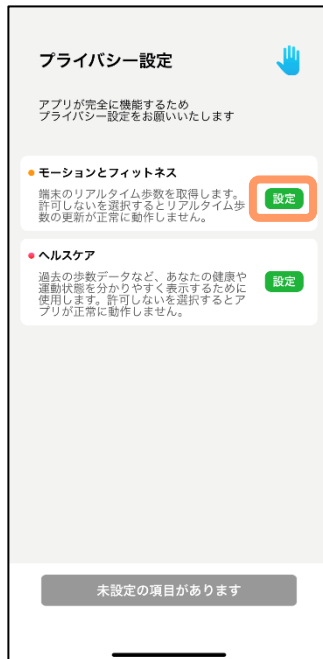 プライバシー設定
アプリが完全に機能するため
プライバシー設定をお願いいたします
モーションとフィットネス
端末のリアルタイム歩数を取得します。
許可しないを選択するとリアルタイム歩
数の更新が正常に動作しません。
設定
ヘルスケア
過去の歩数データなど、あなたの健康や
運動状態を分かりやすく表示するために
使用します。許可しないを選択するとア
プリが正常に動作しません。
設定
未設定の項目があります